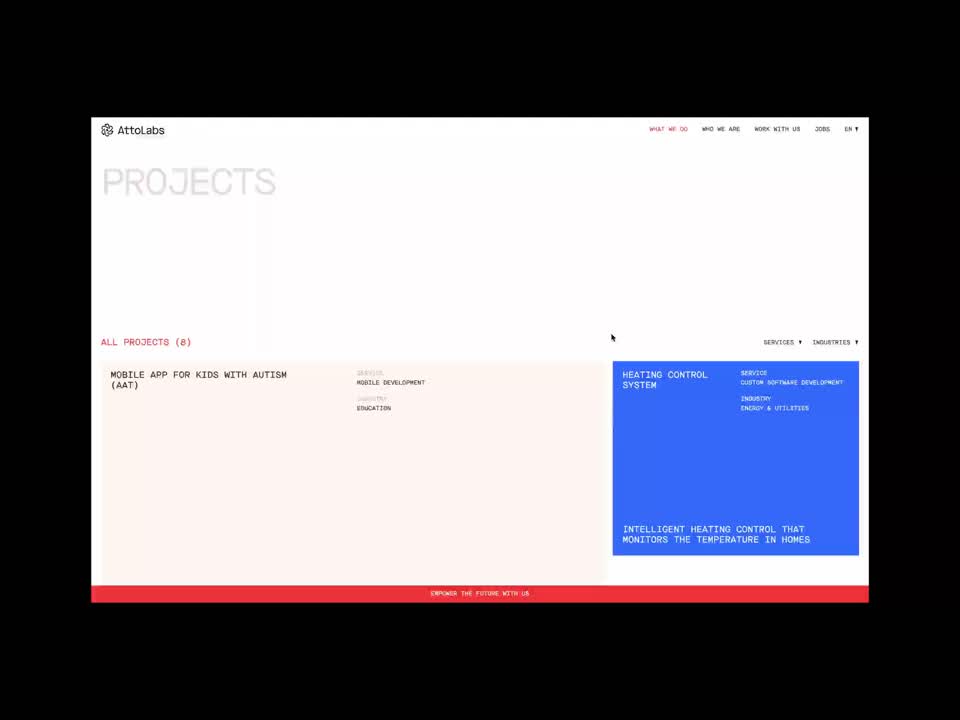 AttoLabs
WHAT WE DO
WHO WE ARE
WORK WITH US
JOBS
EN ▼
PROJECTS
ALL PROJECTS (8)
SERVICES ▼
INDUSTRIES ▼
MOBILE APP FOR KIDS WITH AUTISM
(AAT)
SERVICE
MOBILE DEVELOPMENT
INDUSTRY
EDUCATION
HEATING CONTROL
SYSTEM
SERVICE
CUSTOM SOFTWARE DEVELOPMENT
INDUSTRY
ENERGY & UTILITIES
INTELLIGENT HEATING CONTROL THAT
MONITORS THE TEMPERATURE IN HOMES
EMPOWER THE FUTURE WITH US